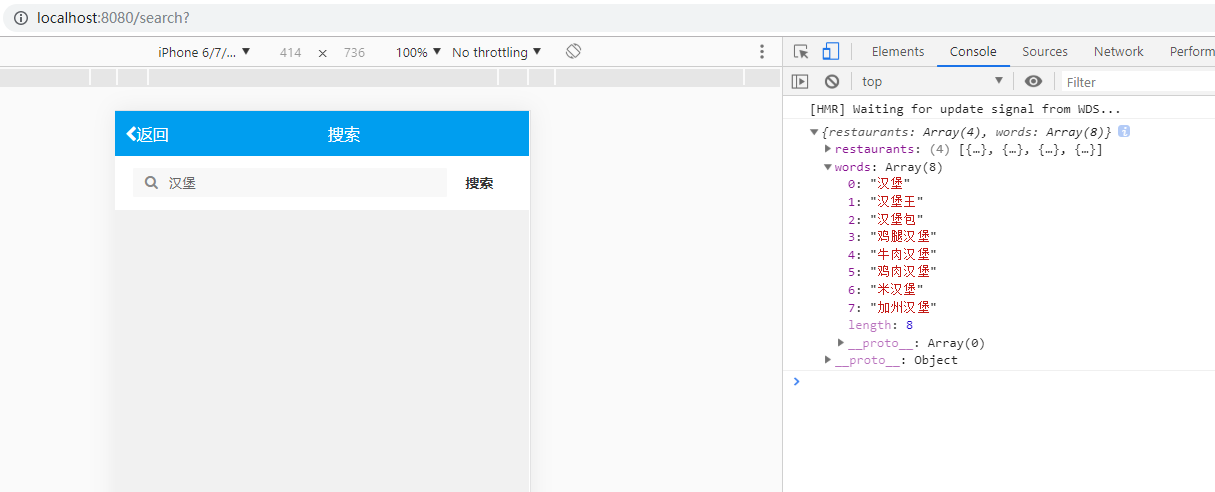 localhost:8080/search?
iPhone 6/7/... ▼ 414 × 736 100% ▼ No throttling ▼
Elements Console Sources Network Perform
top ▼ Filter
[HMR] Waiting for update signal from WDS...
▼{restaurants: Array(4), words: Array(8)} i
▶restaurants: (4) [{…}, {…}, {…}, {…}]
▼words: Array(8)
0: "汉堡"
1: "汉堡王"
2: "汉堡包"
3: "鸡腿汉堡"
4: "牛肉汉堡"
5: "鸡肉汉堡"
6: "米汉堡"
7: "加州汉堡"
length: 8
▶__proto__: Array(0)
▶__proto__: Object
返回 搜索
汉堡 搜索